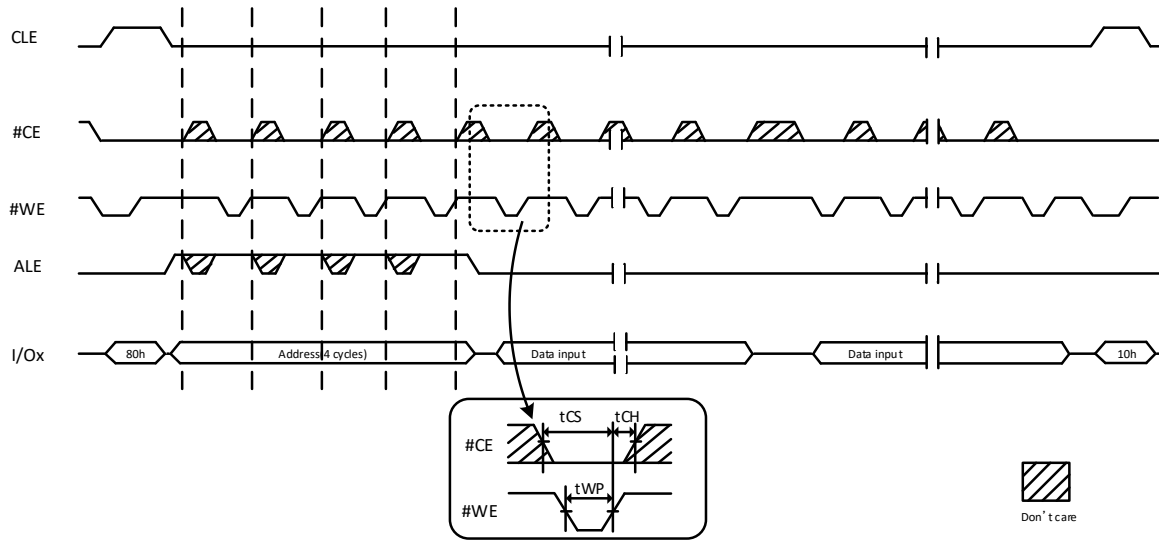 CLE
#CE
#WE
ALE
I/Ox
80h
Address(4 cycles)
Data input
Data input
10h
tCS
tCH
#CE
tWP
#WE
Don't care